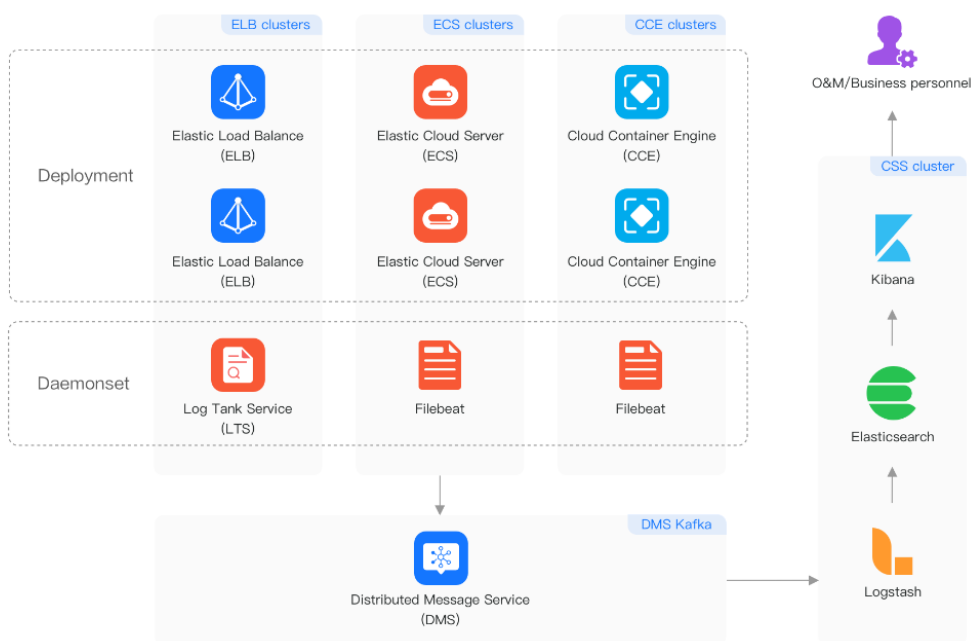 ELB clusters
ECS clusters
CCE clusters
O&M/Business personnel
Deployment
Elastic Load Balance
(ELB)
Elastic Cloud Server
(ECS)
Cloud Container Engine
(CCE)
Elastic Load Balance
(ELB)
Elastic Cloud Server
(ECS)
Cloud Container Engine
(CCE)
Daemonset
Log Tank Service
(LTS)
Filebeat
Filebeat
DMS Kafka
Distributed Message Service
(DMS)
CSS cluster
Kibana
Elasticsearch
Logstash